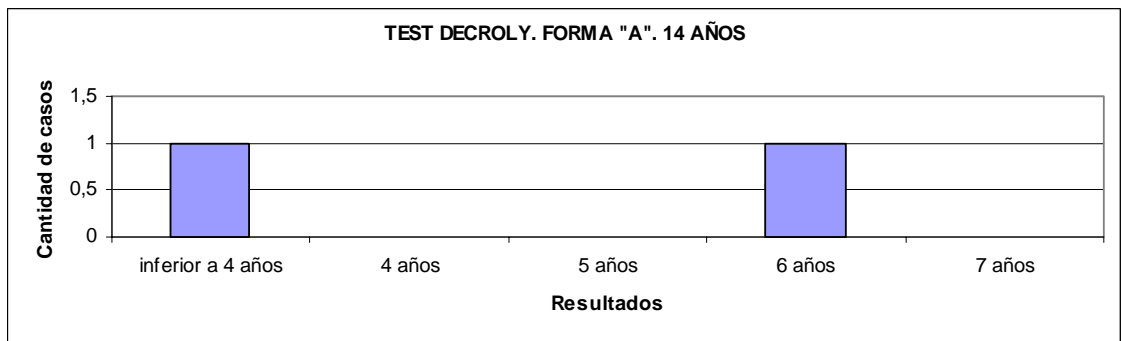 TEST DECROLY. FORMA "A". 14 AÑOS
Cantidad de casos
1,5
1
0,5
0
inferior a 4 años
4 años
5 años
6 años
7 años
Resultados